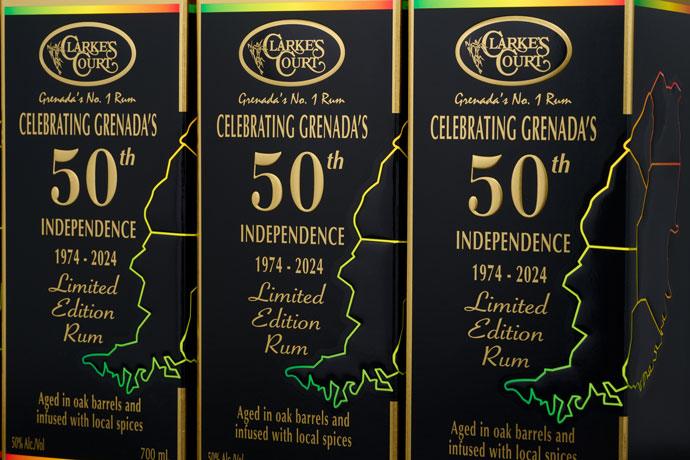 CLARKE'S
COURT
Grenada's No. 1 Rum
CELEBRATING GRENADA'S
50th
INDEPENDENCE
1974 - 2024
Limited
Edition
Rum
Aged in oak barrels and
infused with local spices
50% Alc./Vol
700 ml
CLARKE'S
COURT
Grenada's No. 1 Rum
CELEBRATING GRENADA'S
50th
INDEPENDENCE
1974 - 2024
Limited
Edition
Rum
Aged in oak barrels and
infused with local spices
50% Alc./Vol
CLARKE'S
COURT
Grenada's No. 1 Rum
CELEBRATING GRENADA'S
50th
INDEPENDENCE
1974 - 2024
Limited
Edition
Rum
Aged in oak barrels and
infused with local spices